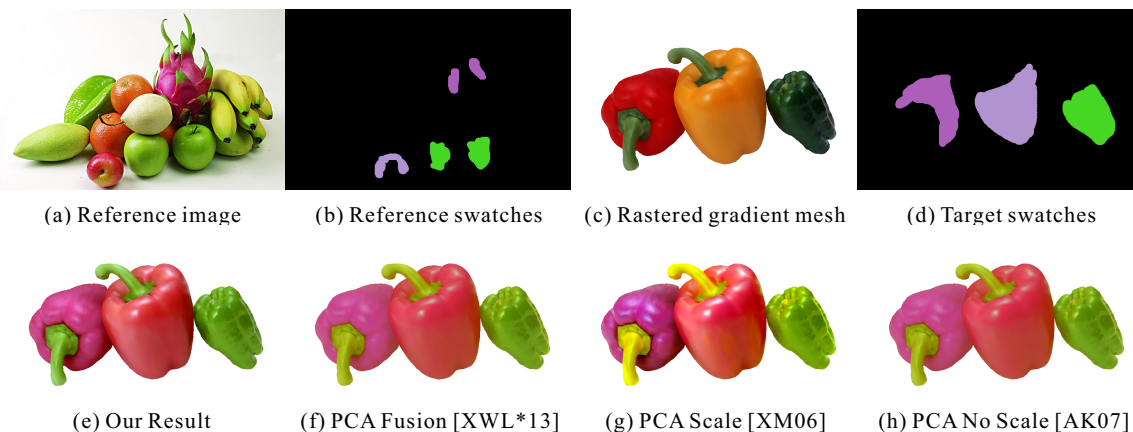 (a) Reference image
(b) Reference swatches
(c) Rastered gradient mesh
(d) Target swatches
(e) Our Result
(f) PCA Fusion [XWL*13]
(g) PCA Scale [XM06]
(h) PCA No Scale [AK07]